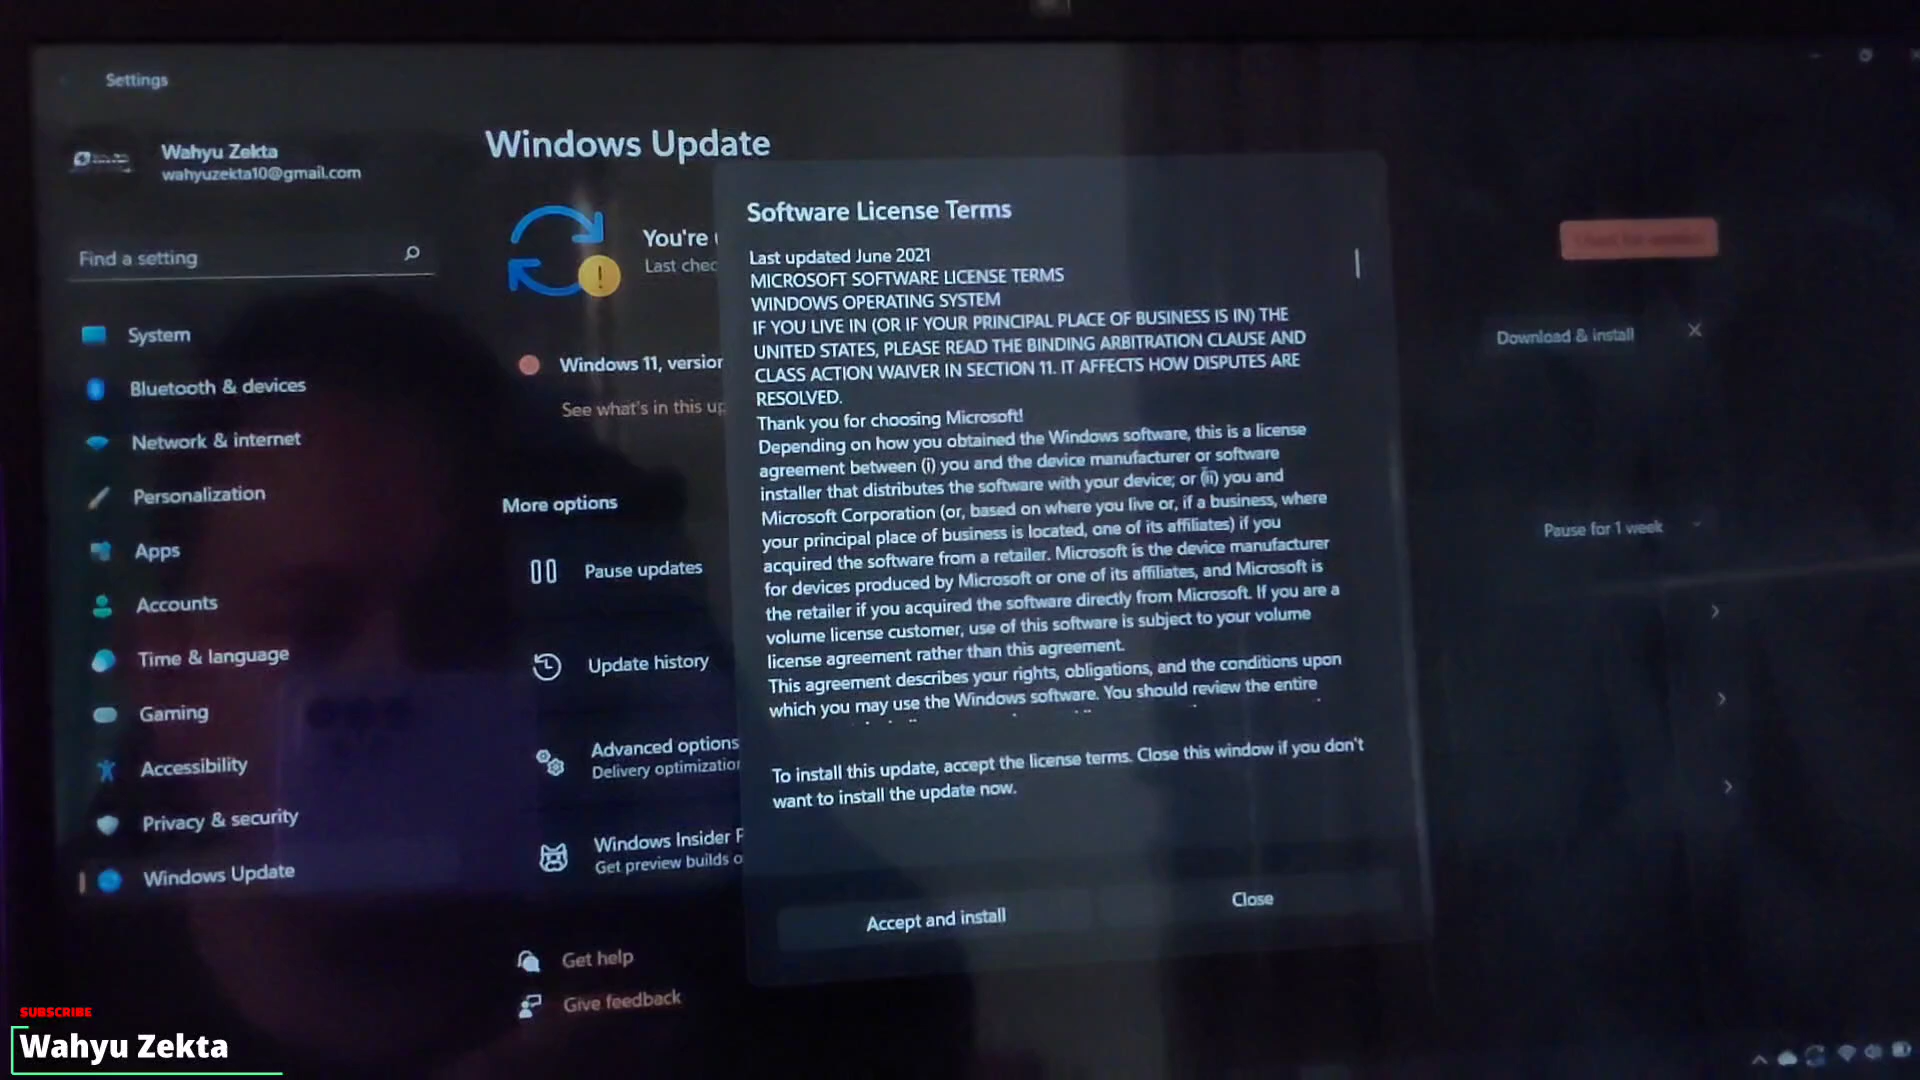 Settings
Wahyu Zekta
wahyuzekta10@gmail.com
Find a setting
System
Bluetooth & devices
Network & internet
Personalization
Apps
Accounts
Time & language
Gaming
Accessibility
Privacy & security
Windows Update
Windows Update
You're
Last chec
Windows 11, version
See what's in this up
More options
Pause updates
Update history
Advanced options
Delivery optimization
Windows Insider P
Get preview builds o
Get help
Give feedback
Software License Terms
Last updated June 2021
MICROSOFT SOFTWARE LICENSE TERMS
WINDOWS OPERATING SYSTEM
IF YOU LIVE IN (OR IF YOUR PRINCIPAL PLACE OF BUSINESS IS IN) THE
UNITED STATES, PLEASE READ THE BINDING ARBITRATION CLAUSE AND
CLASS ACTION WAIVER IN SECTION 11. IT AFFECTS HOW DISPUTES ARE
RESOLVED.
Thank you for choosing Microsoft!
Depending on how you obtained the Windows software, this is a license
agreement between (i) you and the device manufacturer or software
installer that distributes the software with your device; or (ii) you and
Microsoft Corporation (or, based on where you live or, if a business, where
your principal place of business is located, one of its affiliates) if you
acquired the software from a retailer. Microsoft is the device manufacturer
for devices produced by Microsoft or one of its affiliates, and Microsoft is
the retailer if you acquired the software directly from Microsoft. If you are a
volume license customer, use of this software is subject to your volume
license agreement rather than this agreement.
This agreement describes your rights, obligations, and the conditions upon
which you may use the Windows software. You should review the entire
To install this update, accept the license terms. Close this window if you don't
want to install the update now.
Accept and install
Close
Download & install
Pause for 1 week
SUBSCRIBE
Wahyu Zekta